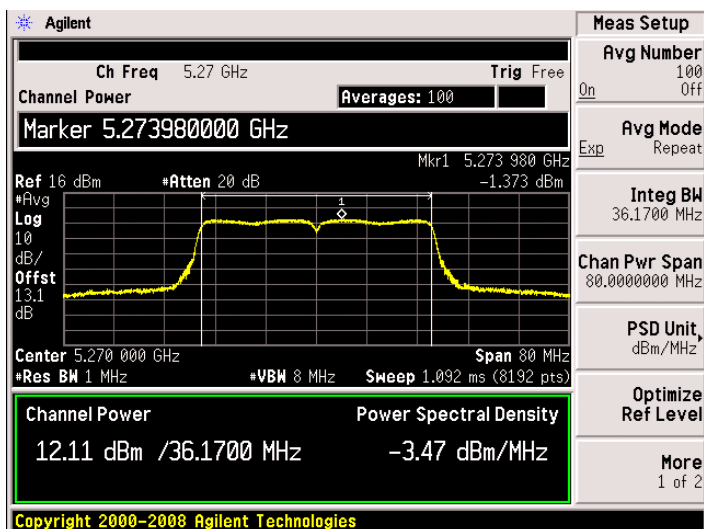 Agilent
Ch Freq 5.27 GHz Trig Free
Channel Power Averages: 100
Marker 5.273980000 GHz
Mkr1 5.273 980 GHz
Ref 16 dBm #Atten 20 dB -1.373 dBm
#Avg
Log
10
dB/
Offst
13.1
dB
1
Center 5.270 000 GHz Span 80 MHz
#Res BW 1 MHz #VBW 8 MHz Sweep 1.092 ms (8192 pts)
Channel Power Power Spectral Density
12.11 dBm /36.1700 MHz -3.47 dBm/MHz
Copyright 2000-2008 Agilent Technologies
Meas Setup
Avg Number
100
On Off
Avg Mode
Exp Repeat
Integ BW
36.1700 MHz
Chan Pwr Span
80.0000000 MHz
PSD Unit
dBm/MHz
Optimize
Ref Level
More
1 of 2